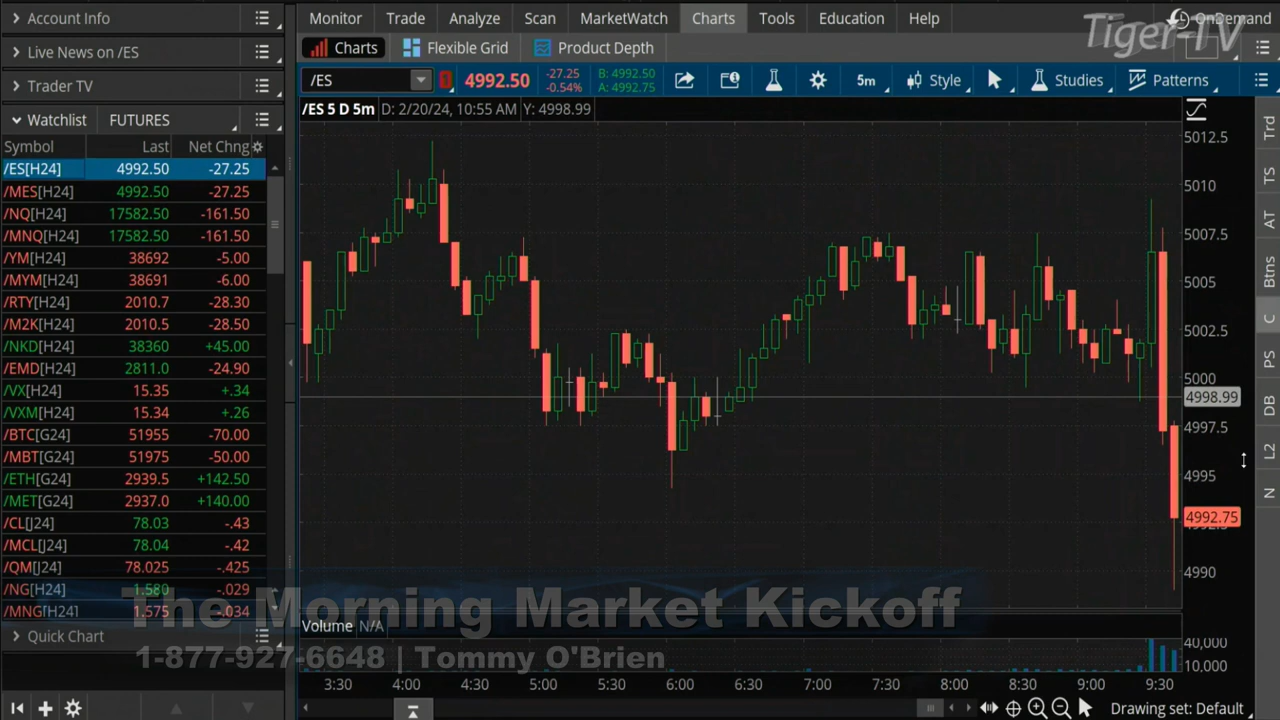 Account Info
Live News on /ES
Trader TV
Watchlist FUTURES
Symbol Last Net Chng
/ES[H24] 4992.50 -27.25
/MES[H24] 4992.50 -27.25
/NQ[H24] 17582.50 -161.50
/MNQ[H24] 17582.50 -161.50
/YM[H24] 38692 -5.00
/MYM[H24] 38691 -6.00
/RTY[H24] 2010.7 -28.30
/M2K[H24] 2010.5 -28.50
/NKD[H24] 38360 +45.00
/EMD[H24] 2811.0 -24.90
/VX[H24] 15.35 +.34
/VXM[H24] 15.34 +.26
/BTC[G24] 51955 -70.00
/MBT[G24] 51975 -50.00
/ETH[G24] 2939.5 +142.50
/MET[G24] 2937.0 +140.00
/CL[J24] 78.03 -.43
/MCL[J24] 78.04 -.42
/QM[J24] 78.025 -.425
/NG[H24] 1.580 -.029
/MNG[H24] 1.575 -.034
Quick Chart
Monitor Trade Analyze Scan MarketWatch Charts Tools Education Help
OnDemand
Tiger-TV
Charts Flexible Grid Product Depth
/ES 4992.50 -27.25 -0.54% B: 4992.50 A: 4992.75 5m Style Studies Patterns
/ES 5 D 5m D: 2/20/24, 10:55 AM Y: 4998.99
5012.5
5010
5007.5
5005
5002.5
5000
4998.99
4997.5
4995
4992.75
4990
Trd
TS
AT
Btns
C
PS
DB
L2
N
The Morning Market Kickoff
1-877-927-6648 | Tommy O'Brien
Volume N/A
40,000
10,000
3:30 4:00 4:30 5:00 5:30 6:00 6:30 7:00 7:30 8:00 8:30 9:00 9:30
Drawing set: Default